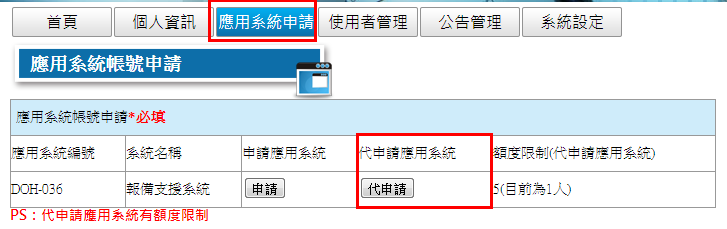 首頁 個人資訊 應用系統申請 使用者管理 公告管理 系統設定
應用系統帳號申請
應用系統帳號申請*必填
應用系統編號 系統名稱 申請應用系統 代申請應用系統 額度限制(代申請應用系統)
DOH-036 報備支援系統 申請 代申請 5(目前為1人)
PS：代申請應用系統有額度限制